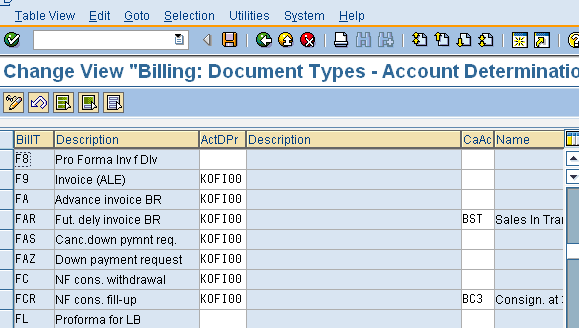 Table View Edit Goto Selection Utilities System Help
Change View "Billing: Document Types - Account Determinatio
BillT Description ActDPr Description CaAc Name
F8 Pro Forma Inv f Dlv
F9 Invoice (ALE) KOFI00
FA Advance invoice BR KOFI00
FAR Fut. dely invoice BR KOFI00 BST Sales In Tra
FAS Canc.down pymnt req. KOFI00
FAZ Down payment request KOFI00
FC NF cons. withdrawal KOFI00
FCR NF cons. fill-up KOFI00 BC3 Consign. at
FL Proforma for LB